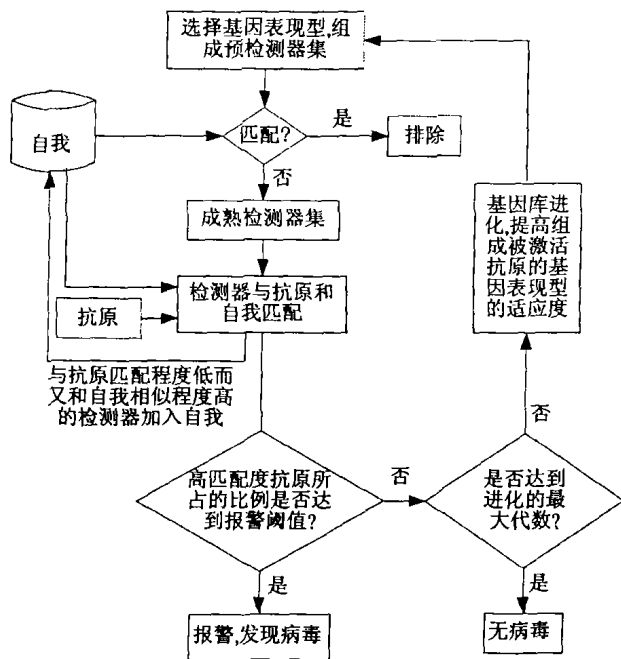 选择基因表现型,组
成预检测器集
自我
匹配?
是
排除
否
成熟检测器集
基因库进
化,提高组
成被激活
抗原的基
因表现型
的适应度
检测器与抗原和
自我匹配
抗原
与抗原匹配程度低而
又和自我相似程度高
的检测器加入自我
否
高匹配度抗原所
占的比例是否达
到报警阈值?
否
是否达到
进化的最
大代数?
是
是
报警,发现病毒
无病毒